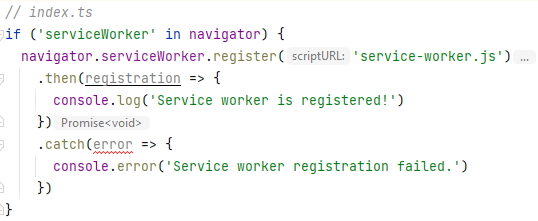 // index.ts
if ('serviceWorker' in navigator) {
  navigator.serviceWorker.register( scriptURL: 'service-worker.js')...
    .then(registration => {
      console.log('Service worker is registered!')
    }) Promise<void>
    .catch(error => {
      console.error('Service worker registration failed.')
    })
}